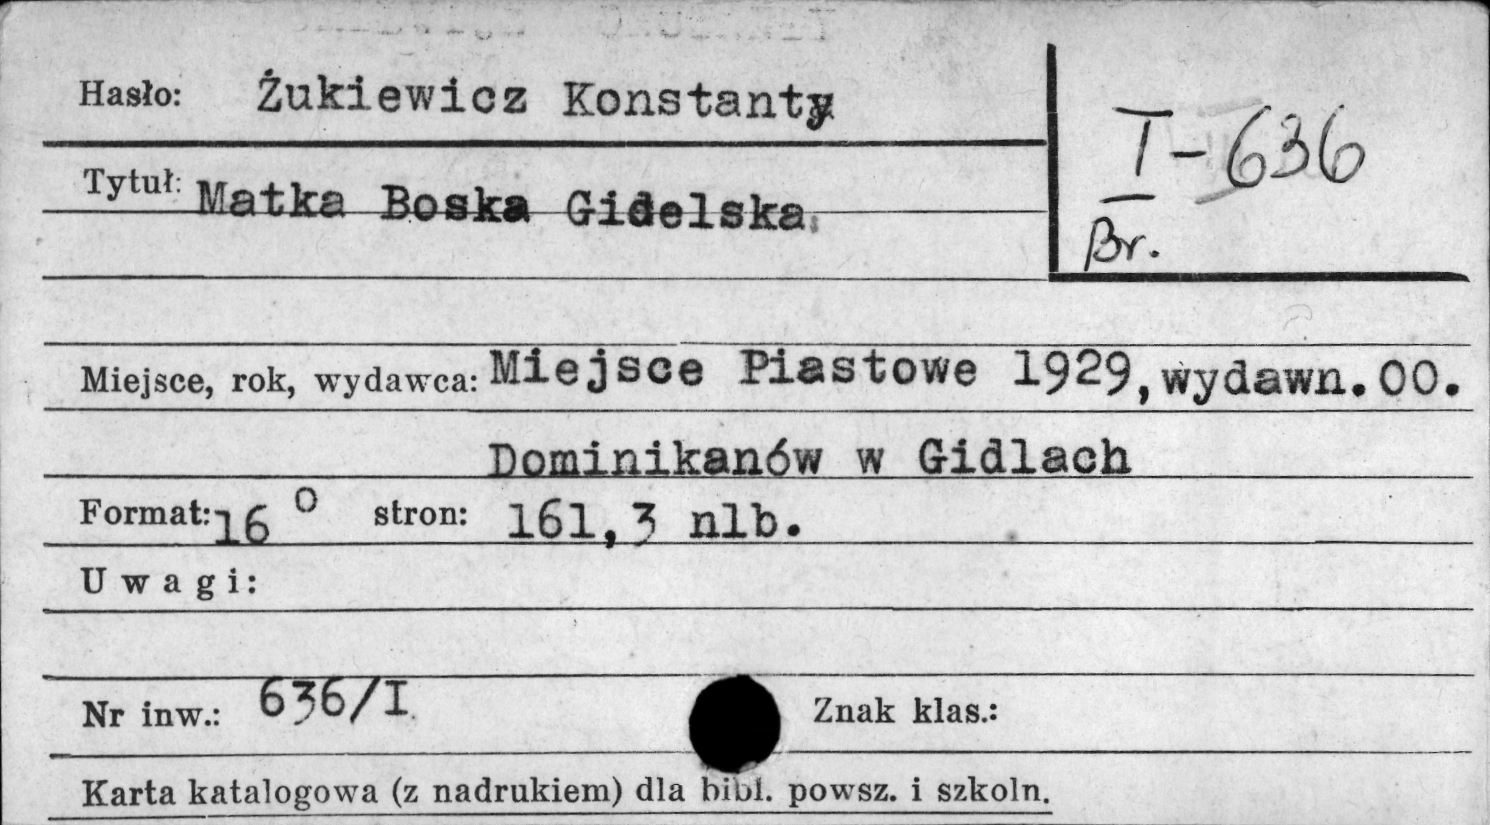 Hasło: Żukiewicz Konstanty
I-636
Tytuł: Matka Boska Gidelska
Br.
Miejsce, rok, wydawca: Miejsce Piastowe 1929, wydawn. OO.
Dominikanów w Gidlach
Format: 16 ° stron: 161,3 nlb.
Uwagi:
Nr inw.: 636/I Znak klas.:
Karta katalogowa (z nadrukiem) dla bibl. powsz. i szkoln.